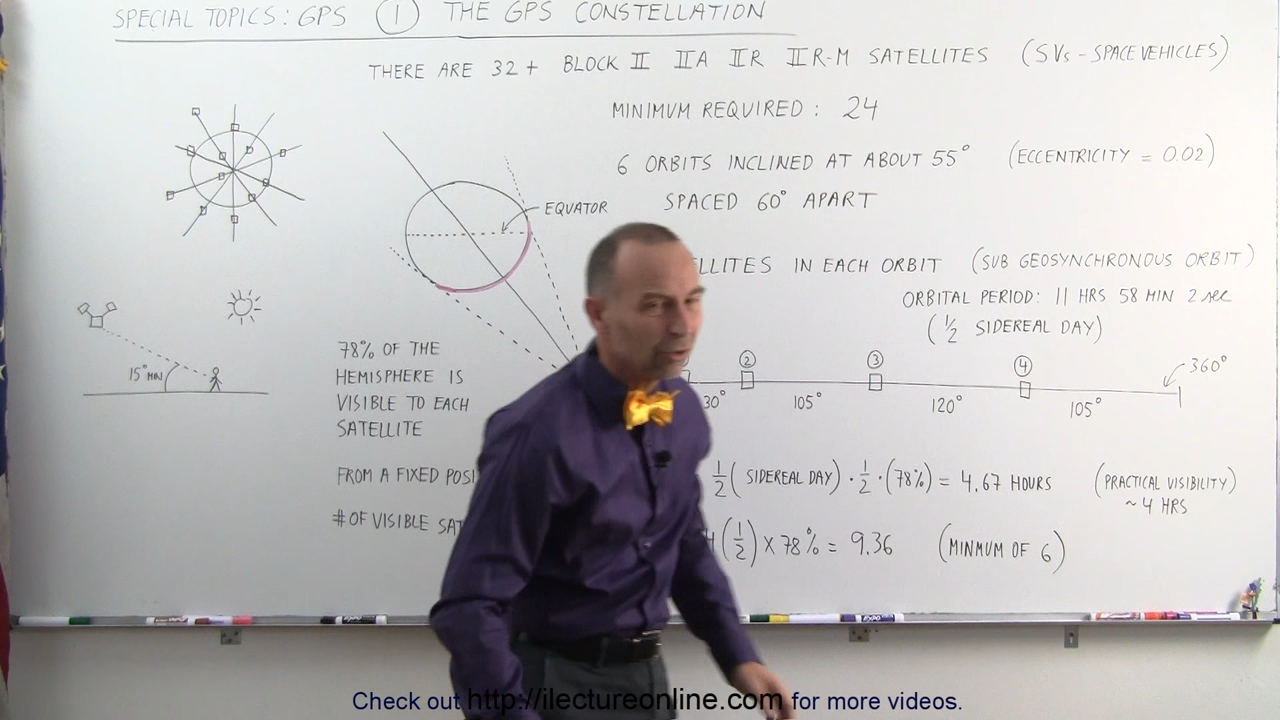 SPECIAL TOPICS: GPS ① THE GPS CONSTELLATION
THERE ARE 32+ BLOCK II IIA IIR IIR-M SATELLITES (SVs - SPACE VEHICLES)
MINIMUM REQUIRED: 24
6 ORBITS INCLINED AT ABOUT 55° (ECCENTRICITY = 0.02)
SPACED 60° APART
EQUATOR
LLITES IN EACH ORBIT (SUB GEOSYNCHRONOUS ORBIT)
ORBITAL PERIOD: 11 HRS 58 MIN 2 sec
(½ SIDEREAL DAY)
② ③ ④ 360°
30° 105° 120° 105°
15° MIN
78% OF THE
HEMISPHERE IS
VISIBLE TO EACH
SATELLITE
FROM A FIXED POSI ½(SIDEREAL DAY)·½·(78%) = 4.67 HOURS (PRACTICAL VISIBILITY)
~4 HRS
# OF VISIBLE SAT (½) X 78% = 9.36 (MINMUM OF 6)
EXPO
Check out http://ilectureonline.com for more videos.